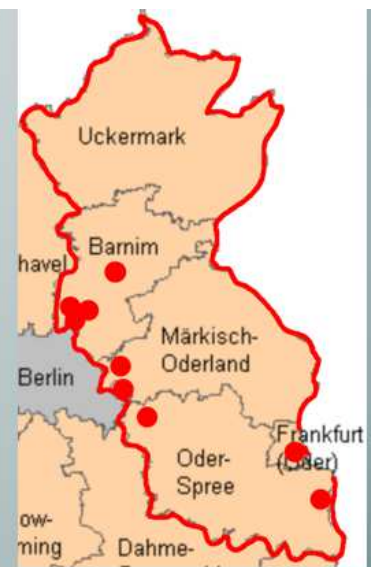 Uckermark
Barnim
havel
Märkisch-
Oderland
Berlin
Frankfurt
(Oder)
Oder-
Spree
ow-
ming
Dahme-